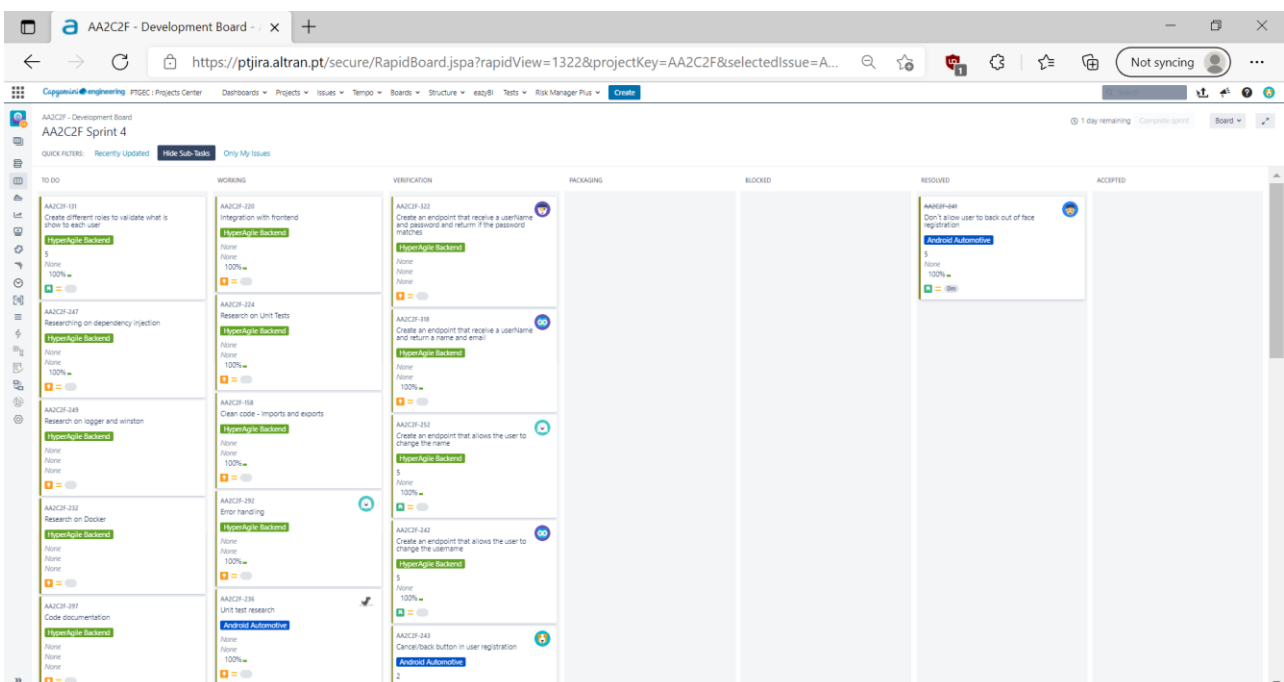 AA2C2F - Development Board - A
https://ptjira.altran.pt/secure/RapidBoard.jspa?rapidView=1322&projectKey=AA2C2F&selectedIssue=A...
1
Not syncing
Capgemini engineering PTGEC : Projects Center Dashboards Projects Issues Tempo Boards Structure eazyBI Tests Risk Manager Plus Create
Search
AA2C2F - Development Board
AA2C2F Sprint 4
1 day remaining Complete sprint Board
QUICK FILTERS: Recently Updated Hide Sub-Tasks Only My Issues
TO DO WORKING VERIFICATION PACKAGING BLOCKED RESOLVED ACCEPTED
AA2C2F-131
Create different roles to validate what is
show to each user
HyperAgile Backend
5
None
100%
AA2C2F-247
Researching on dependency injection
HyperAgile Backend
None
None
100%
AA2C2F-249
Research on logger and winston
HyperAgile Backend
None
None
None
AA2C2F-232
Research on Docker
HyperAgile Backend
None
None
None
AA2C2F-297
Code documentation
HyperAgile Backend
None
None
None
AA2C2F-220
Integration with frontend
HyperAgile Backend
None
None
100%
AA2C2F-224
Research on Unit Tests
HyperAgile Backend
None
None
100%
AA2C2F-158
Clean code - Imports and exports
HyperAgile Backend
None
None
100%
AA2C2F-292
Error handling
HyperAgile Backend
None
None
100%
AA2C2F-236
Unit test research
Android Automotive
None
None
100%
AA2C2F-322
Create an endpoint that receive a userName
and password and returm if the password
matches
HyperAgile Backend
None
None
None
AA2C2F-318
Create an endpoint that receive a userName
and return a name and email
HyperAgile Backend
None
None
100%
AA2C2F-252
Create an endpoint that allows the user to
change the name
HyperAgile Backend
5
None
100%
AA2C2F-242
Create an endpoint that allows the user to
change the username
HyperAgile Backend
5
None
100%
AA2C2F-243
Cancel/back button in user registration
Android Automotive
2
AA2C2F-241
Don't allow user to back out of face
registration
Android Automotive
5
None
100%
0m